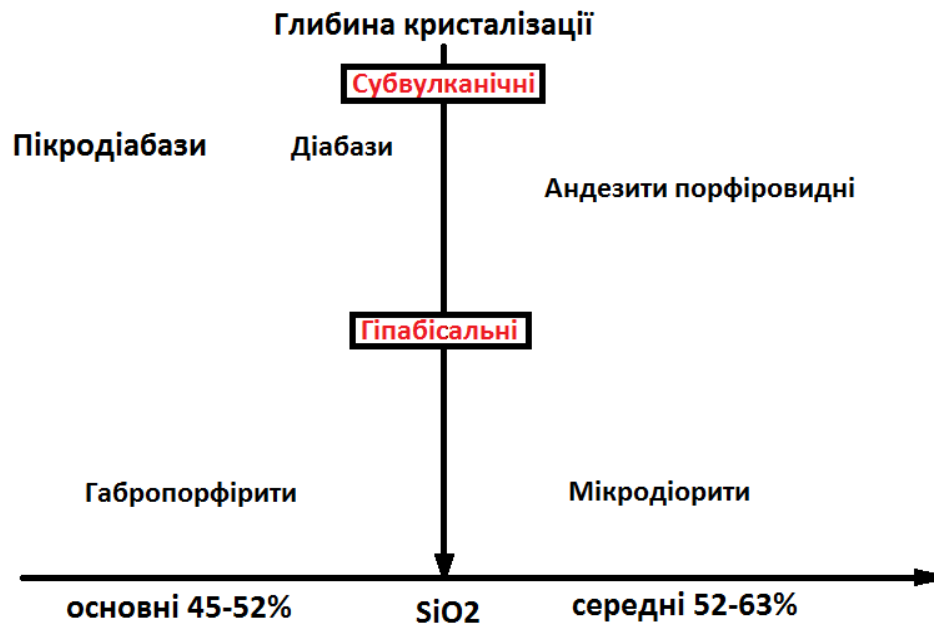 Глибина кристалізації
Субвулканічні
Пікродіабази
Діабази
Андезити порфіровидні
Гіпабісальні
Габропорфірити
Мікродіорити
основні 45-52%
SiO2
середні 52-63%